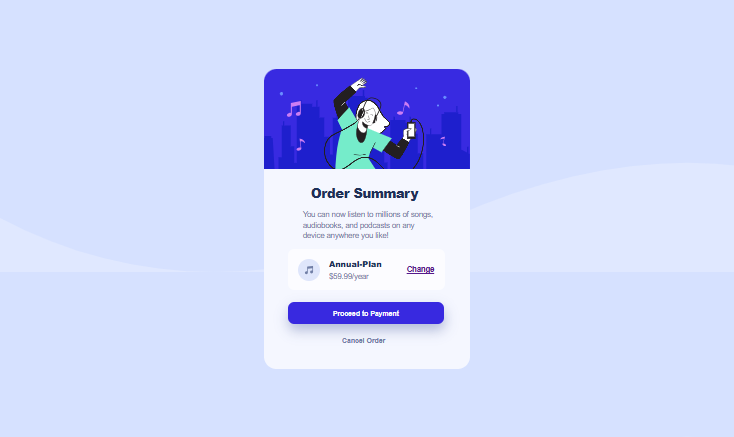 Order Summary
You can now listen to millions of songs,
audiobooks, and podcasts on any
device anywhere you like!
Annual-Plan
$59.99/year
Change
Proceed to Payment
Cancel Order